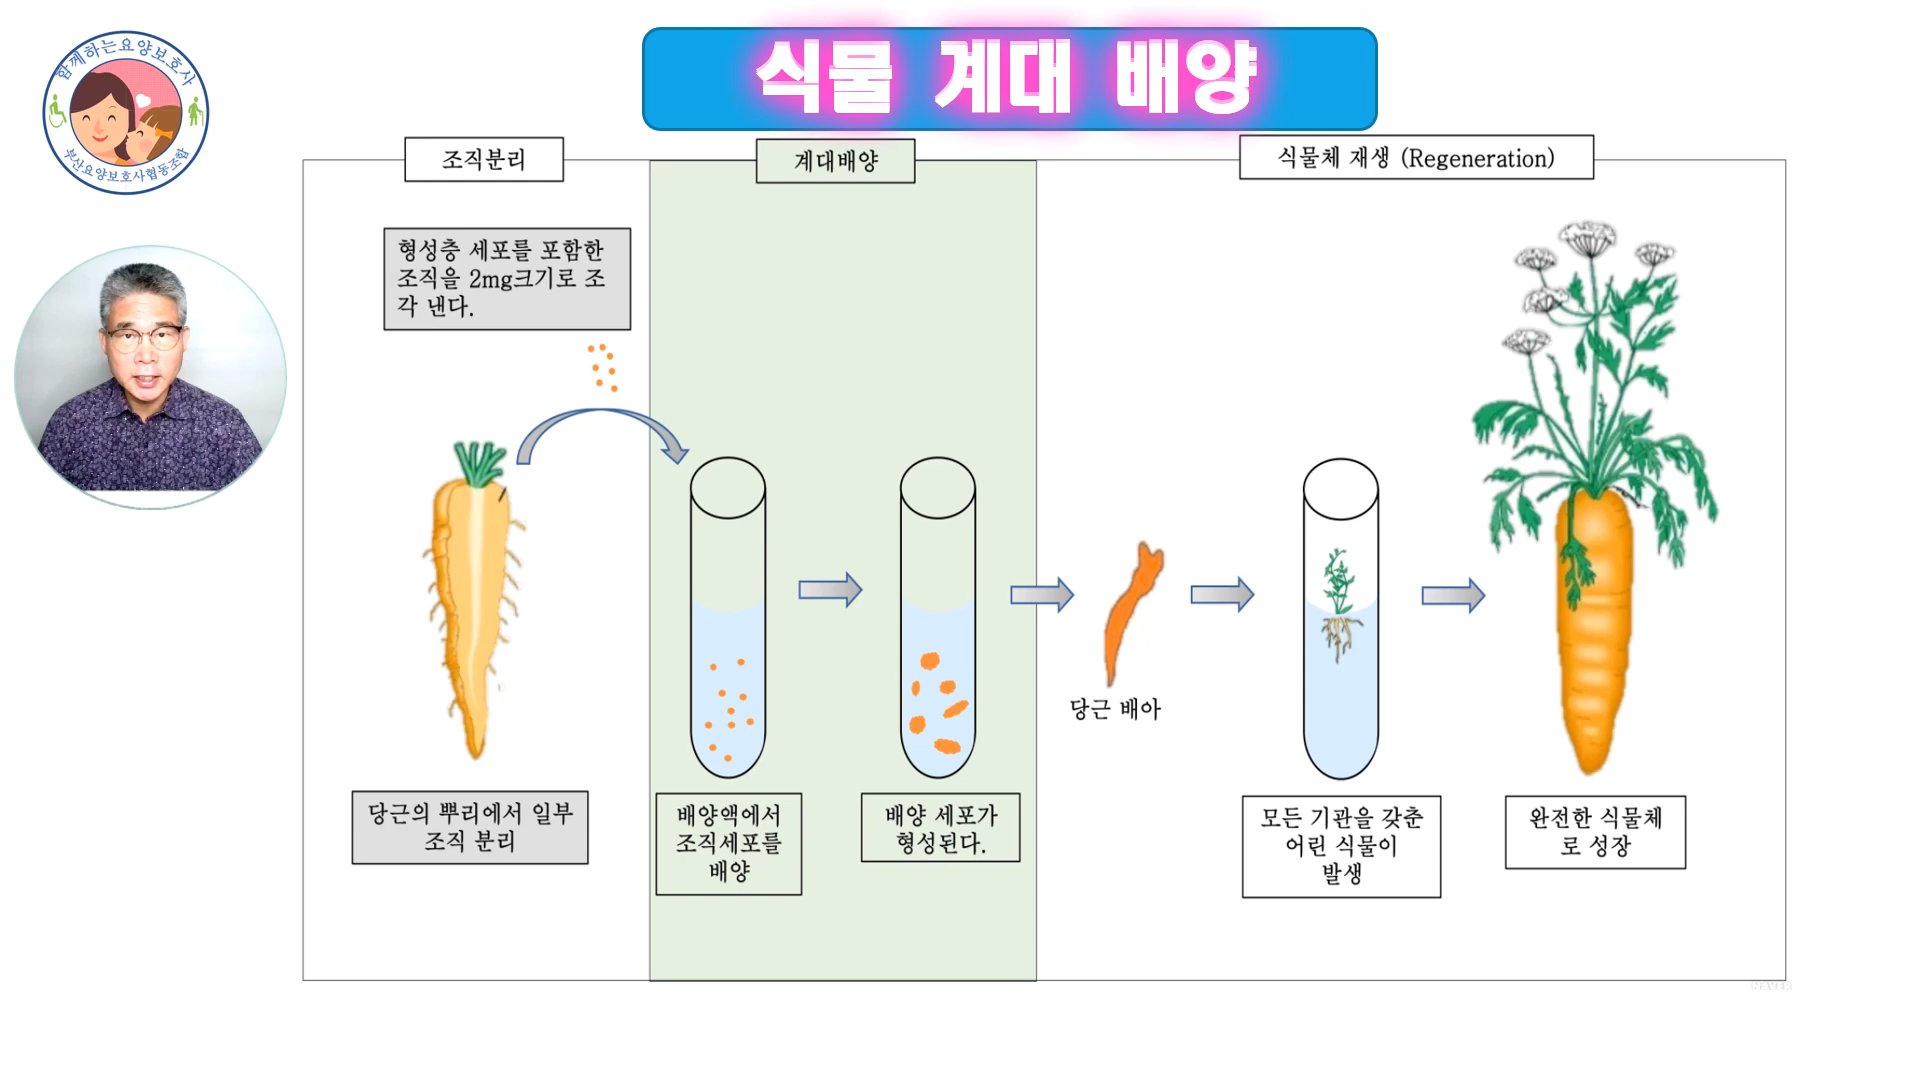 식물 계대 배양
함께하는요양보호사
부산요양보호사협동조합
조직분리
계대배양
식물체 재생 (Regeneration)
형성층 세포를 포함한
조직을 2mg크기로 조
각 낸다.
당근 배아
당근의 뿌리에서 일부
조직 분리
배양액에서
조직세포를
배양
배양 세포가
형성된다.
모든 기관을 갖춘
어린 식물이
발생
완전한 식물체
로 성장
NAVER